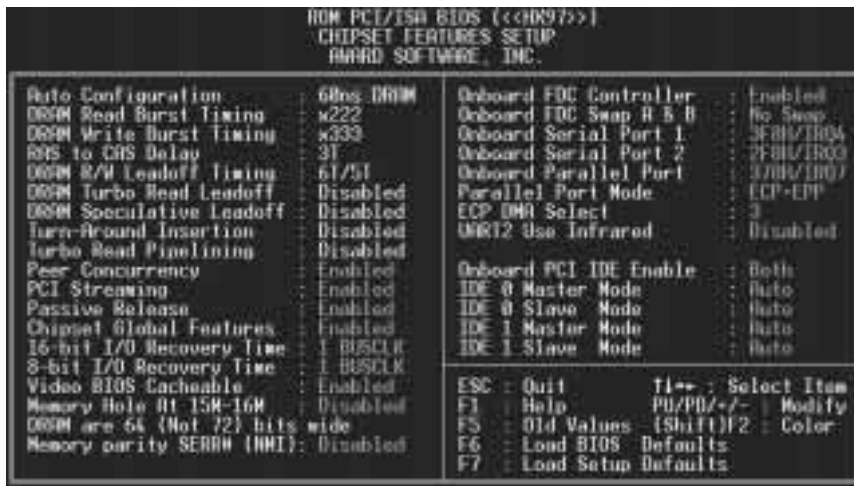 ROM PCI/ISA BIOS (<<HX97>>)
CHIPSET FEATURES SETUP
AWARD SOFTWARE, INC.
Auto Configuration : 60ns DRAM
DRAM Read Burst Timing : x222
DRAM Write Burst Timing : x333
RAS to CAS Delay : 3T
DRAM R/W Leadoff Timing : 6T/5T
DRAM Turbo Read Leadoff : Disabled
DRAM Speculative Leadoff : Disabled
Turn-Around Insertion : Disabled
Turbo Read Pipelining : Disabled
Peer Concurrency : Enabled
PCI Streaming : Enabled
Passive Release : Enabled
Chipset Global Features : Enabled
16-bit I/O Recovery Time : 1 BUSCLK
8-bit I/O Recovery Time : 1 BUSCLK
Video BIOS Cacheable : Enabled
Memory Hole At 15M-16M : Disabled
DRAM are 64 (Not 72) bits wide
Memory parity SERR# (NMI): Disabled
Onboard FDC Controller : Enabled
Onboard FDC Swap A & B : No Swap
Onboard Serial Port 1 : 3F8H/IRQ4
Onboard Serial Port 2 : 2F8H/IRQ3
Onboard Parallel Port : 378H/IRQ7
Parallel Port Mode : ECP+EPP
ECP DMA Select : 3
UART2 Use Infrared : Disabled
Onboard PCI IDE Enable : Both
IDE 0 Master Mode : Auto
IDE 0 Slave Mode : Auto
IDE 1 Master Mode : Auto
IDE 1 Slave Mode : Auto
ESC : Quit ↑↓→← : Select Item
F1 : Help PU/PD/+/- : Modify
F5 : Old Values (Shift)F2 : Color
F6 : Load BIOS Defaults
F7 : Load Setup Defaults